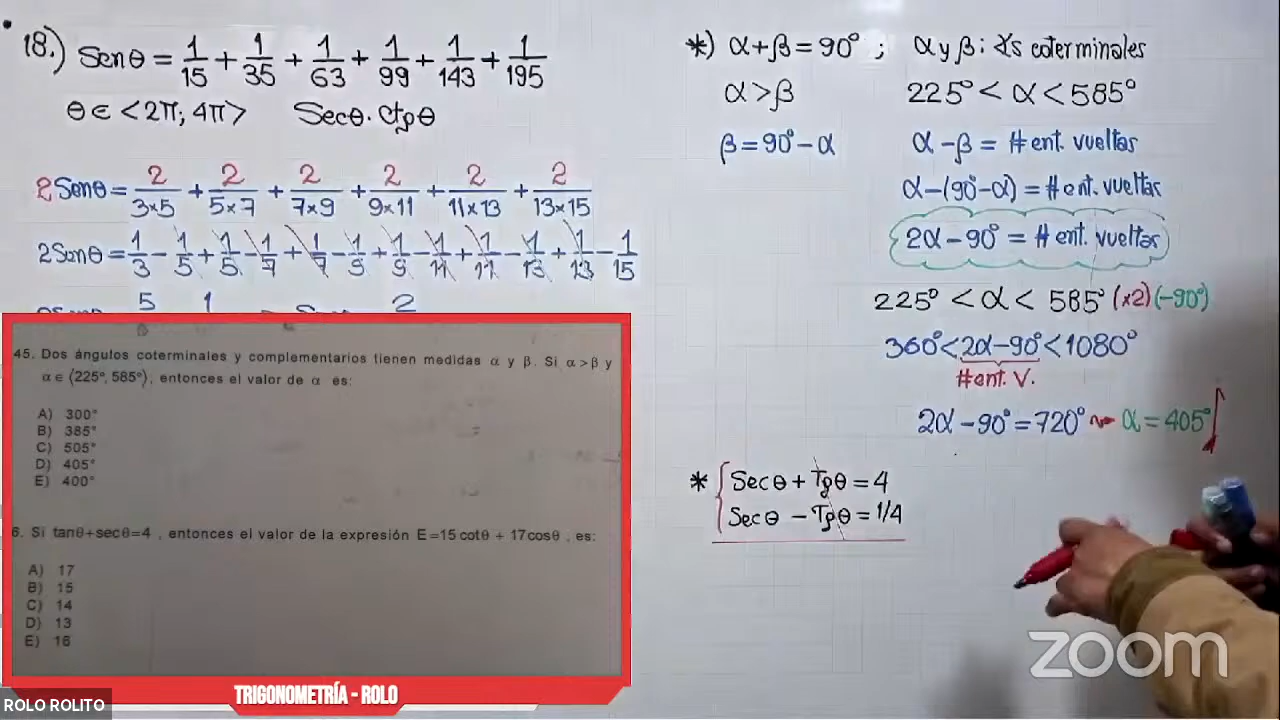 18.) Senθ = 1/15 + 1/35 + 1/63 + 1/99 + 1/143 + 1/195
θ ∈ <2π; 4π> Secθ. Ctgθ
2Senθ = 2/3×5 + 2/5×7 + 2/7×9 + 2/9×11 + 2/11×13 + 2/13×15
2Senθ = 1/3 - 1/5 + 1/5 - 1/7 + 1/7 - 1/9 + 1/9 - 1/11 + 1/11 - 1/13 + 1/13 - 1/15
5 1 2
45. Dos ángulos coterminales y complementarios tienen medidas α y β. Si α>β y
α∈⟨225°, 585°⟩, entonces el valor de α es:
A) 300°
B) 385°
C) 505°
D) 405°
E) 400°
6. Si tanθ+secθ=4 , entonces el valor de la expresión E=15cotθ + 17cosθ , es:
A) 17
B) 15
C) 14
D) 13
E) 16
TRIGONOMETRÍA - ROLO
ROLO ROLITO
*) α+β=90° ; α y β: ∢s coterminales
α>β 225° < α < 585°
β=90°-α α-β = # ent. vueltas
α-(90°-α) = # ent. vueltas
2α-90° = # ent. vueltas
225° < α < 585° (×2)(-90°)
360°<2α-90°<1080°
# ent. V.
2α-90°=720° → α=405°
* Secθ + Tgθ = 4
Secθ - Tgθ = 1/4
zoom